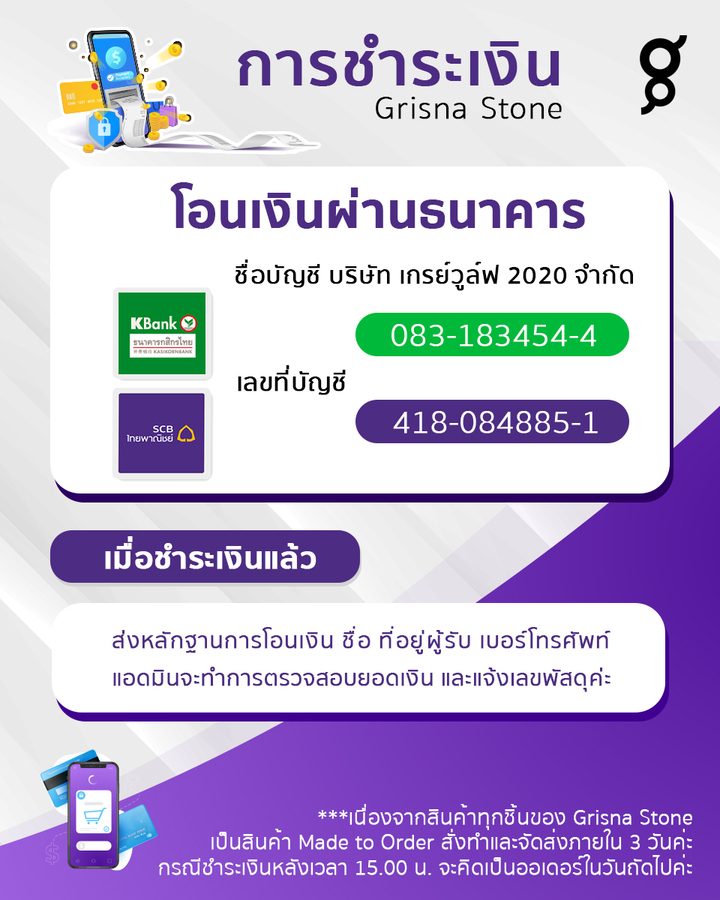 การชำระเงิน
Grisna Stone
โอนเงินผ่านธนาคาร
ชื่อบัญชี บริษัท เกรย์วูล์ฟ 2020 จำกัด
KBank
ธนาคารกสิกรไทย
开泰银行 KASIKORNBANK
083-183454-4
เลขที่บัญชี
SCB
ไทยพาณิชย์
418-084885-1
เมื่อชำระเงินแล้ว
ส่งหลักฐานการโอนเงิน ชื่อ ที่อยู่ผู้รับ เบอร์โทรศัพท์
แอดมินจะทำการตรวจสอบยอดเงิน และแจ้งเลขพัสดุค่ะ
***เนื่องจากสินค้าทุกชิ้นของ Grisna Stone
เป็นสินค้า Made to Order สั่งทำและจัดส่งภายใน 3 วันค่ะ
กรณีชำระเงินหลังเวลา 15.00 น. จะคิดเป็นออเดอร์ในวันถัดไปค่ะ